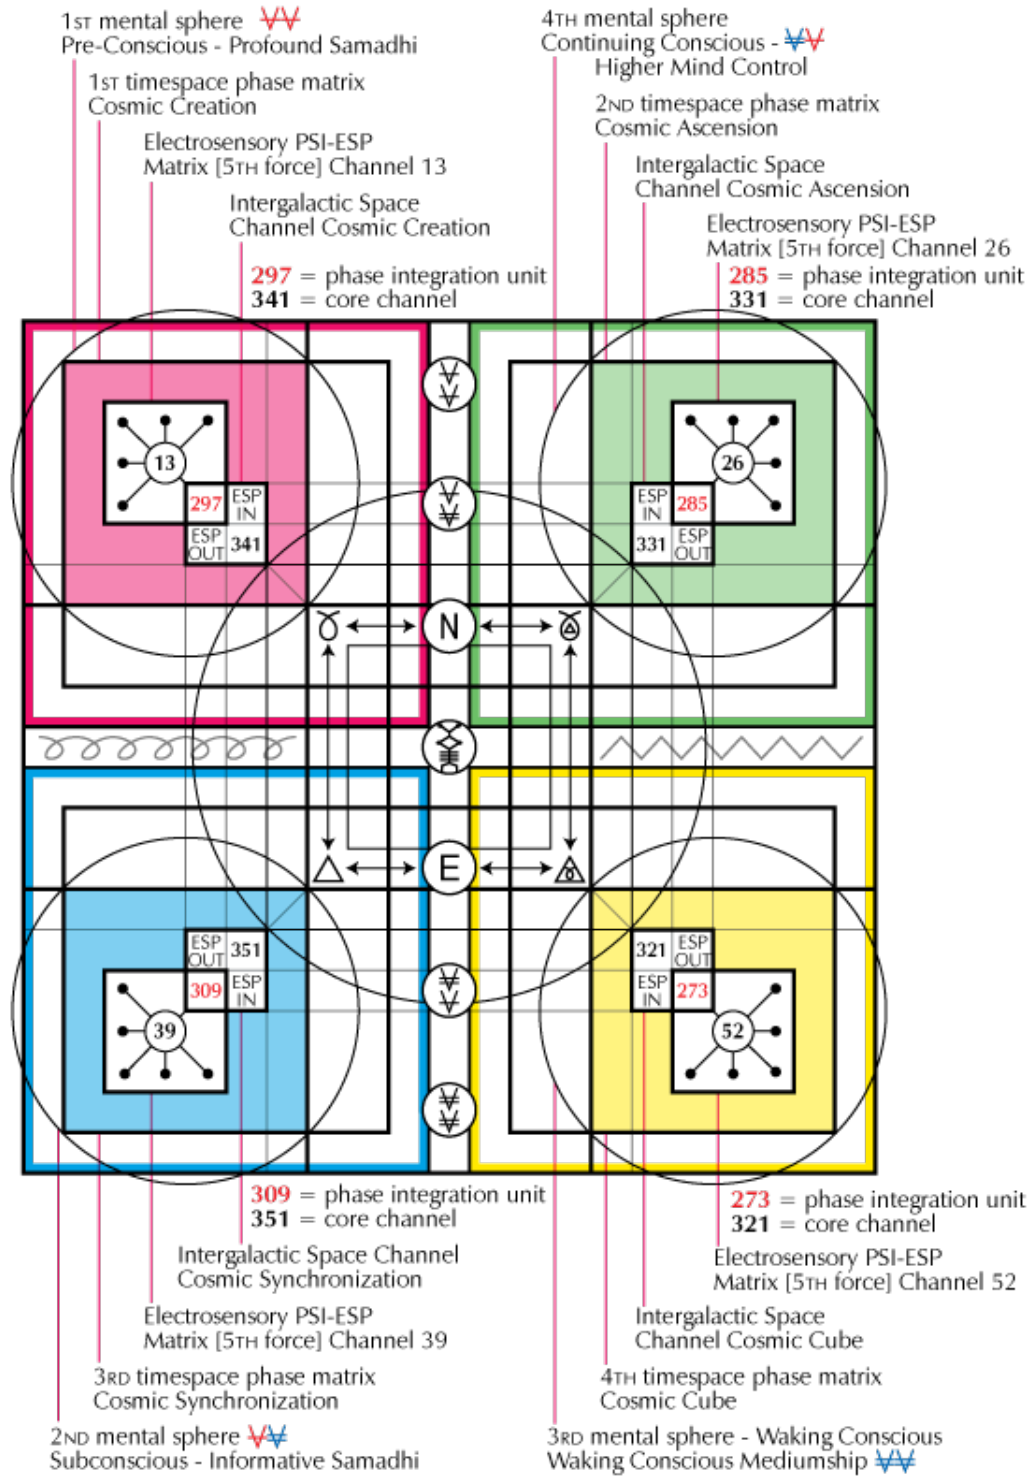 1ST mental sphere
Pre-Conscious - Profound Samadhi
1ST timespace phase matrix
Cosmic Creation
Electrosensory PSI-ESP
Matrix [5TH force] Channel 13
Intergalactic Space
Channel Cosmic Creation
297 = phase integration unit
341 = core channel
4TH mental sphere
Continuing Conscious -
Higher Mind Control
2ND timespace phase matrix
Cosmic Ascension
Intergalactic Space
Channel Cosmic Ascension
Electrosensory PSI-ESP
Matrix [5TH force] Channel 26
285 = phase integration unit
331 = core channel
13
297
ESP
IN
ESP
OUT
341
26
ESP
IN
285
331
ESP
OUT
N
E
ESP
OUT
351
309
ESP
IN
39
321
ESP
OUT
ESP
IN
273
52
309 = phase integration unit
351 = core channel
Intergalactic Space Channel
Cosmic Synchronization
Electrosensory PSI-ESP
Matrix [5TH force] Channel 39
3RD timespace phase matrix
Cosmic Synchronization
2ND mental sphere
Subconscious - Informative Samadhi
273 = phase integration unit
321 = core channel
Electrosensory PSI-ESP
Matrix [5TH force] Channel 52
Intergalactic Space
Channel Cosmic Cube
4TH timespace phase matrix
Cosmic Cube
3RD mental sphere - Waking Conscious
Waking Conscious Mediumship